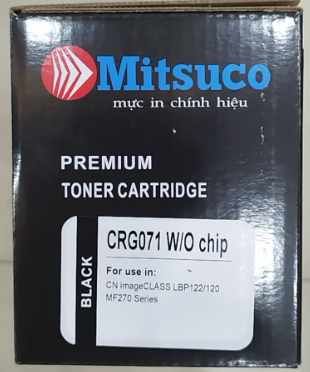 Mitsuco
mực in chính hiệu
PREMIUM
TONER CARTRIDGE
BLACK
CRG071 W/O chip
For use in:
CN imageCLASS LBP122/120
MF270 Series